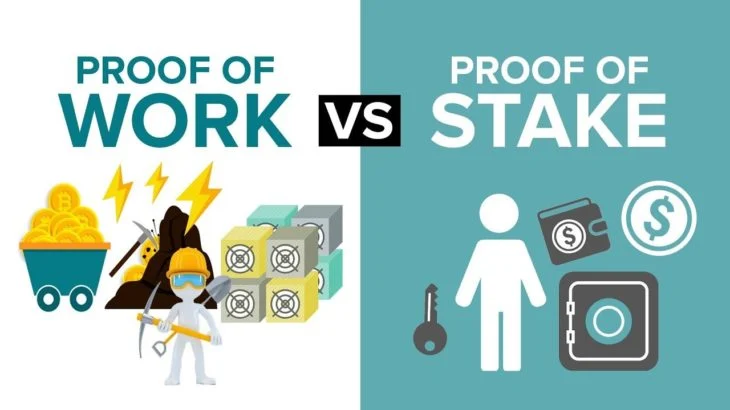 PROOF OF
WORK
VS
PROOF OF
STAKE
$
$